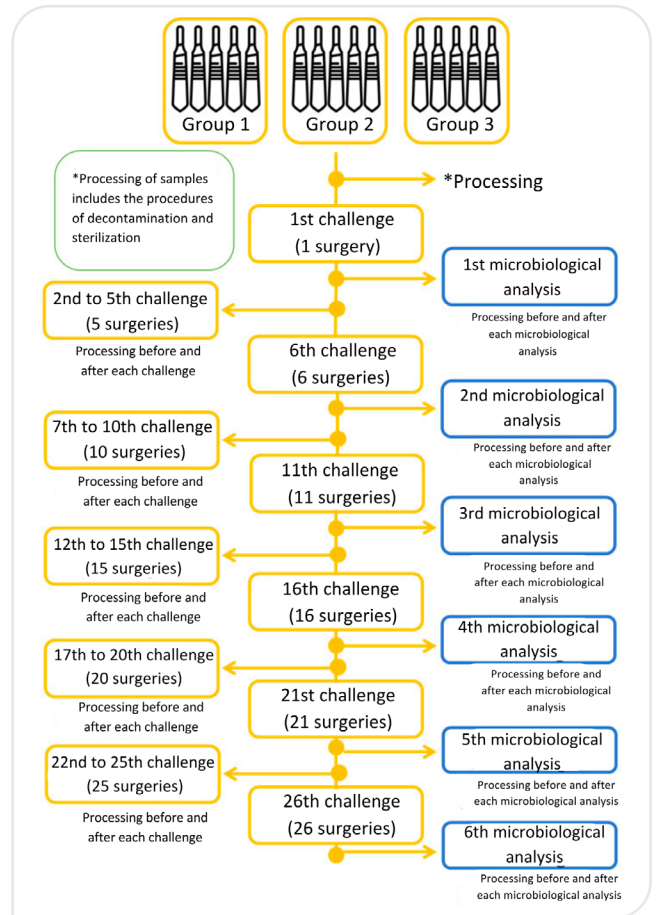 Group 1
Group 2
Group 3
*Processing
*Processing of samples
includes the procedures
of decontamination and
sterilization
1st challenge
(1 surgery)
1st microbiological
analysis
Processing before and after
each microbiological
analysis
2nd to 5th challenge
(5 surgeries)
Processing before and
after each challenge
6th challenge
(6 surgeries)
2nd microbiological
analysis
Processing before and after
each microbiological
analysis
7th to 10th challenge
(10 surgeries)
Processing before and
after each challenge
11th challenge
(11 surgeries)
3rd microbiological
analysis
Processing before and
after each microbiological
analysis
12th to 15th challenge
(15 surgeries)
Processing before and
after each challenge
16th challenge
(16 surgeries)
4th microbiological
analysis
Processing before and
after each microbiological
analysis
17th to 20th challenge
(20 surgeries)
Processing before and
after each challenge
21st challenge
(21 surgeries)
5th microbiological
analysis
Processing before and after
each microbiological analysis
22nd to 25th challenge
(25 surgeries)
Processing before and
after each challenge
26th challenge
(26 surgeries)
6th microbiological
analysis
Processing before and after
each microbiological analysis